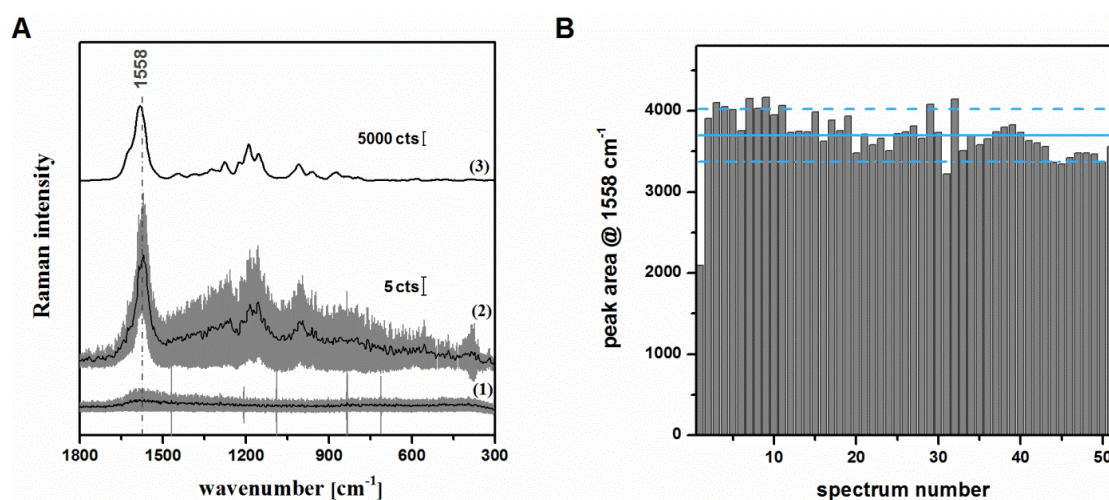 A
1558
5000 cts
(3)
5 cts
(2)
(1)
Raman intensity
1800 1500 1200 900 600 300
wavenumber [cm-1]
B
4000
3000
2000
1000
0
peak area @ 1558 cm-1
10 20 30 40 50
spectrum number